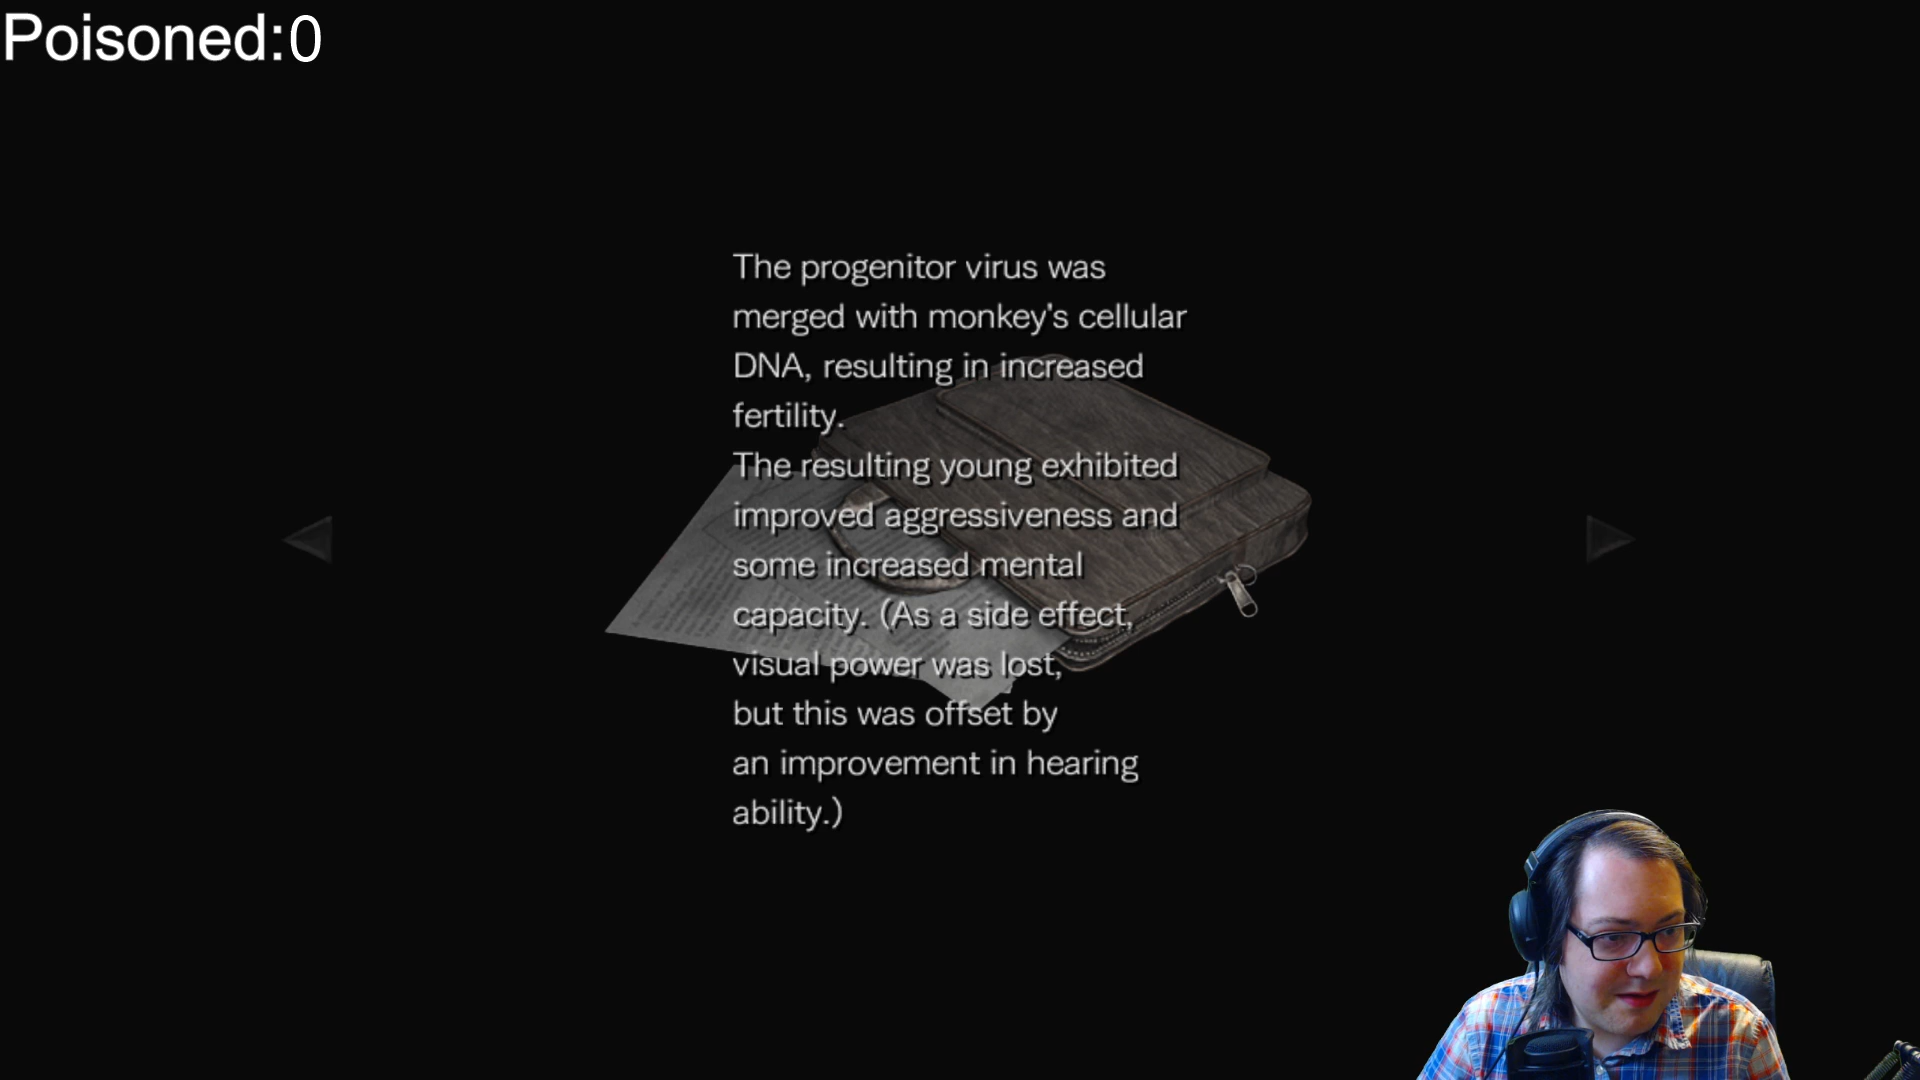 Poisoned:0
The progenitor virus was
merged with monkey's cellular
DNA, resulting in increased
fertility.
The resulting young exhibited
improved aggressiveness and
some increased mental
capacity. (As a side effect,
visual power was lost,
but this was offset by
an improvement in hearing
ability.)